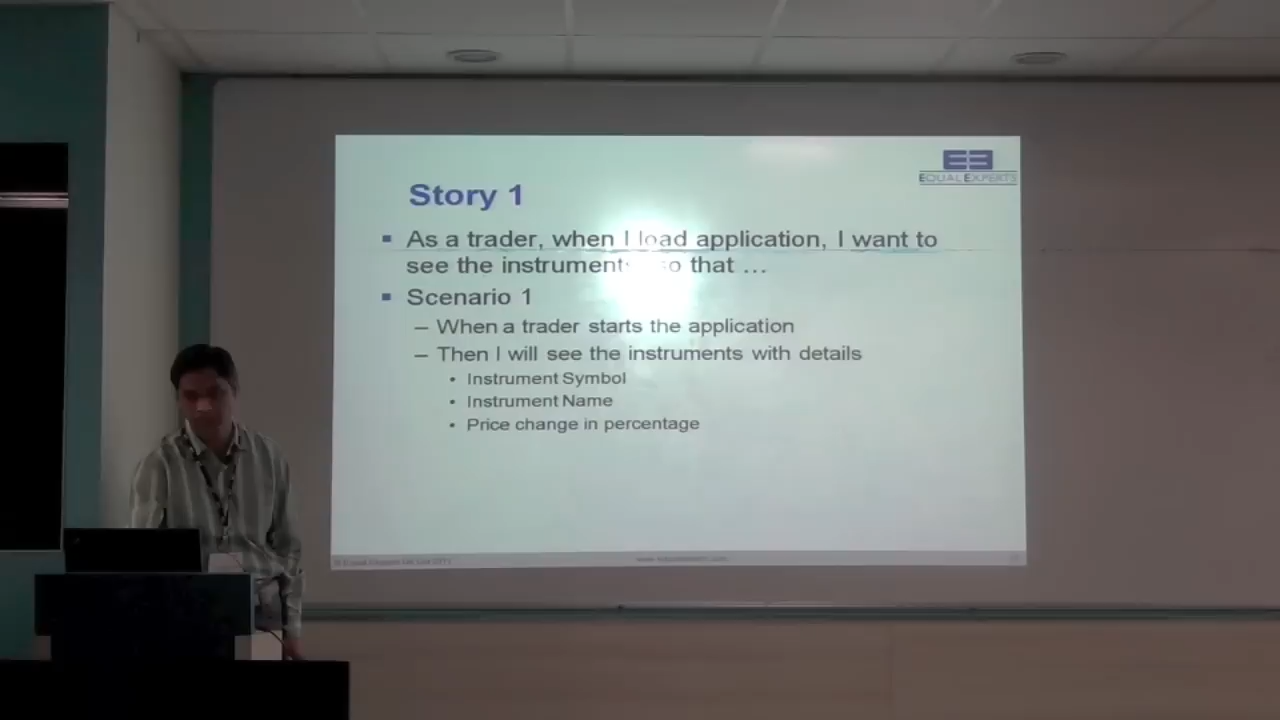 EQUAL EXPERTS
Story 1
▪ As a trader, when I load application, I want to
see the instrument so that …
▪ Scenario 1
– When a trader starts the application
– Then I will see the instruments with details
• Instrument Symbol
• Instrument Name
• Price change in percentage